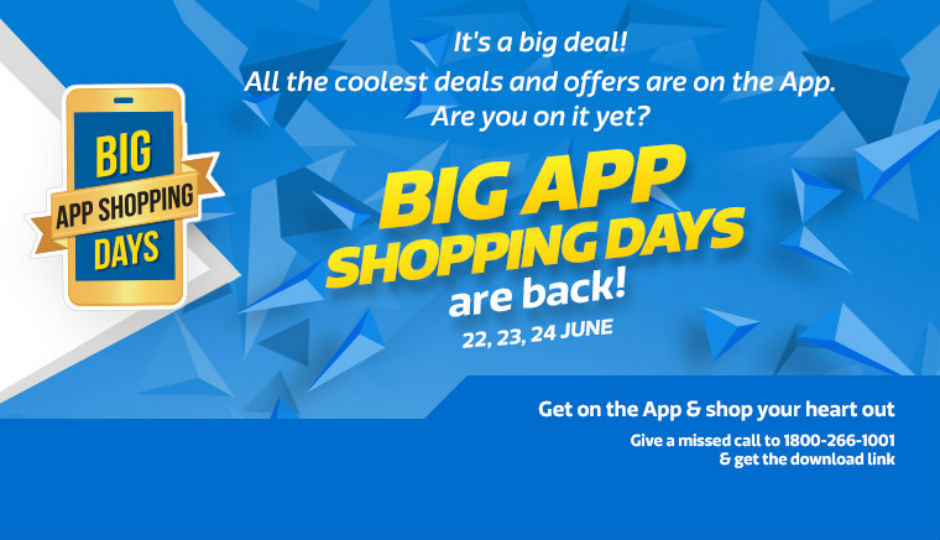 It's a big deal!
All the coolest deals and offers are on the App.
Are you on it yet?
BIG
APP SHOPPING
DAYS
BIG APP
SHOPPING DAYS
are back!
22, 23, 24 JUNE
Get on the App & shop your heart out
Give a missed call to 1800-266-1001
& get the download link